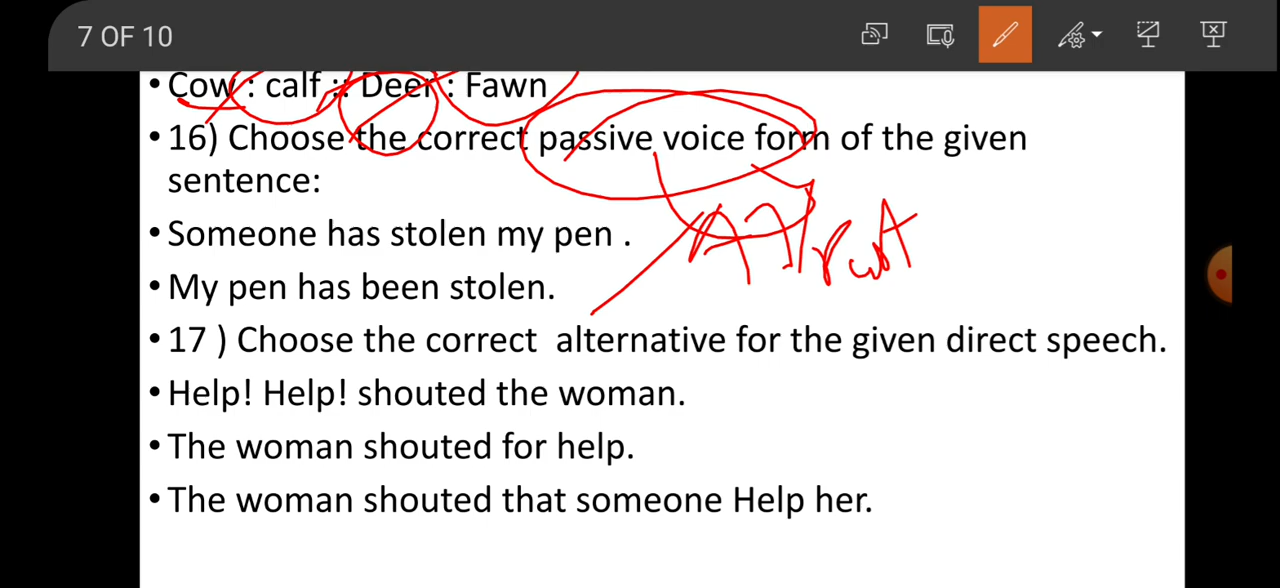 7 OF 10
• Cow : calf :: Deer : Fawn
• 16) Choose the correct passive voice form of the given
sentence:
• Someone has stolen my pen .
• My pen has been stolen.
• 17 ) Choose the correct  alternative for the given direct speech.
• Help! Help! shouted the woman.
• The woman shouted for help.
• The woman shouted that someone Help her.